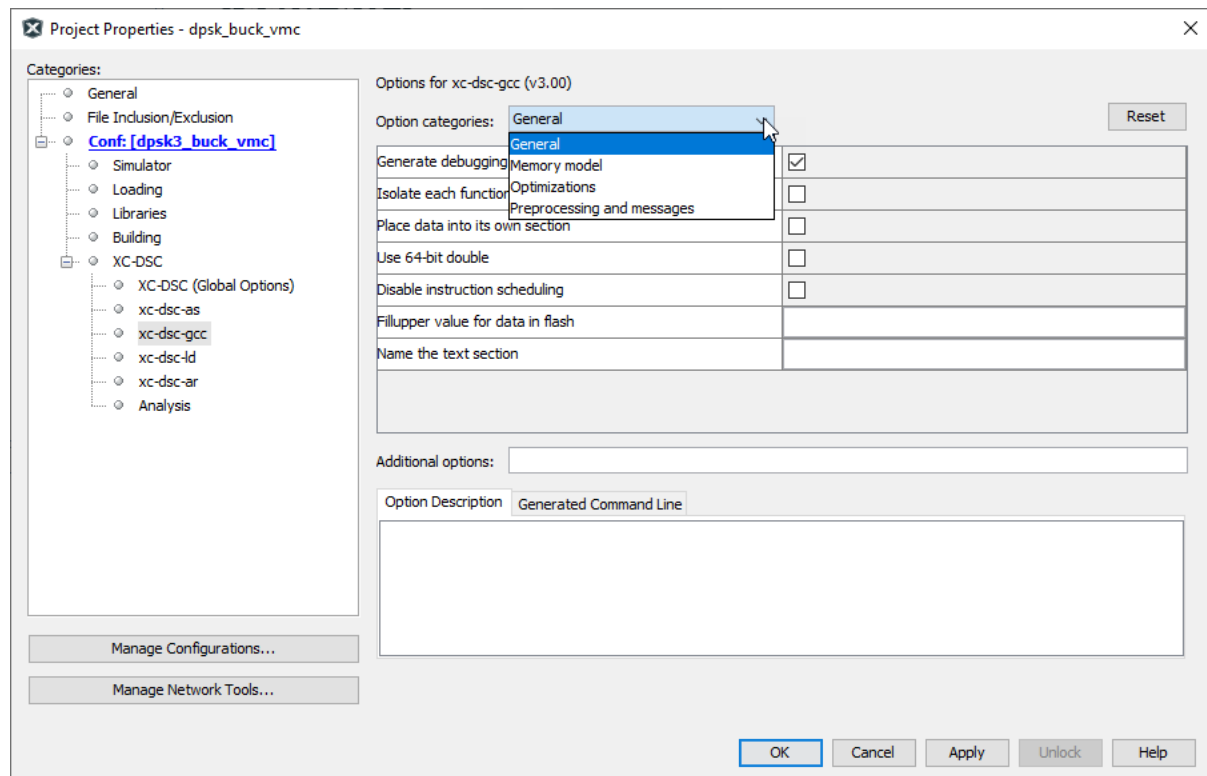 Project Properties - dpsk_buck_vmc
Categories:
General
File Inclusion/Exclusion
Conf: [dpsk3_buck_vmc]
Simulator
Loading
Libraries
Building
XC-DSC
XC-DSC (Global Options)
xc-dsc-as
xc-dsc-gcc
xc-dsc-ld
xc-dsc-ar
Analysis
Manage Configurations...
Manage Network Tools...
Options for xc-dsc-gcc (v3.00)
Option categories: General
Reset
General
Memory model
Optimizations
Preprocessing and messages
Generate debugging
Isolate each function
Place data into its own section
Use 64-bit double
Disable instruction scheduling
Fillupper value for data in flash
Name the text section
Additional options:
Option Description Generated Command Line
OK Cancel Apply Unlock Help